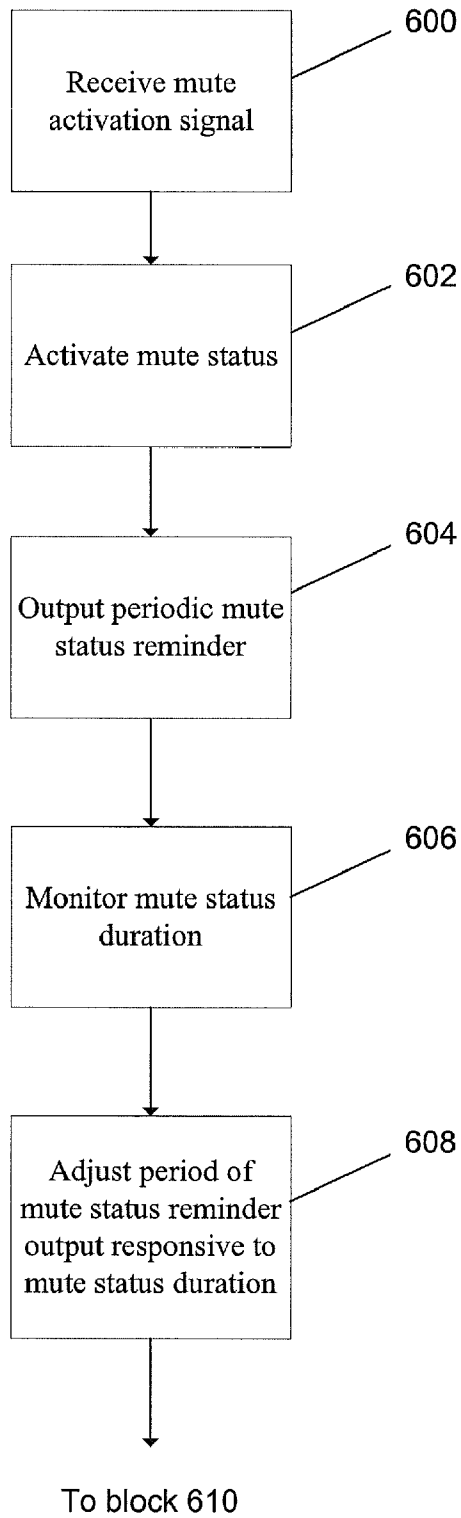 600
Receive mute
activation signal
602
Activate mute status
604
Output periodic mute
status reminder
606
Monitor mute status
duration
608
Adjust period of
mute status reminder
output responsive to
mute status duration
To block 610